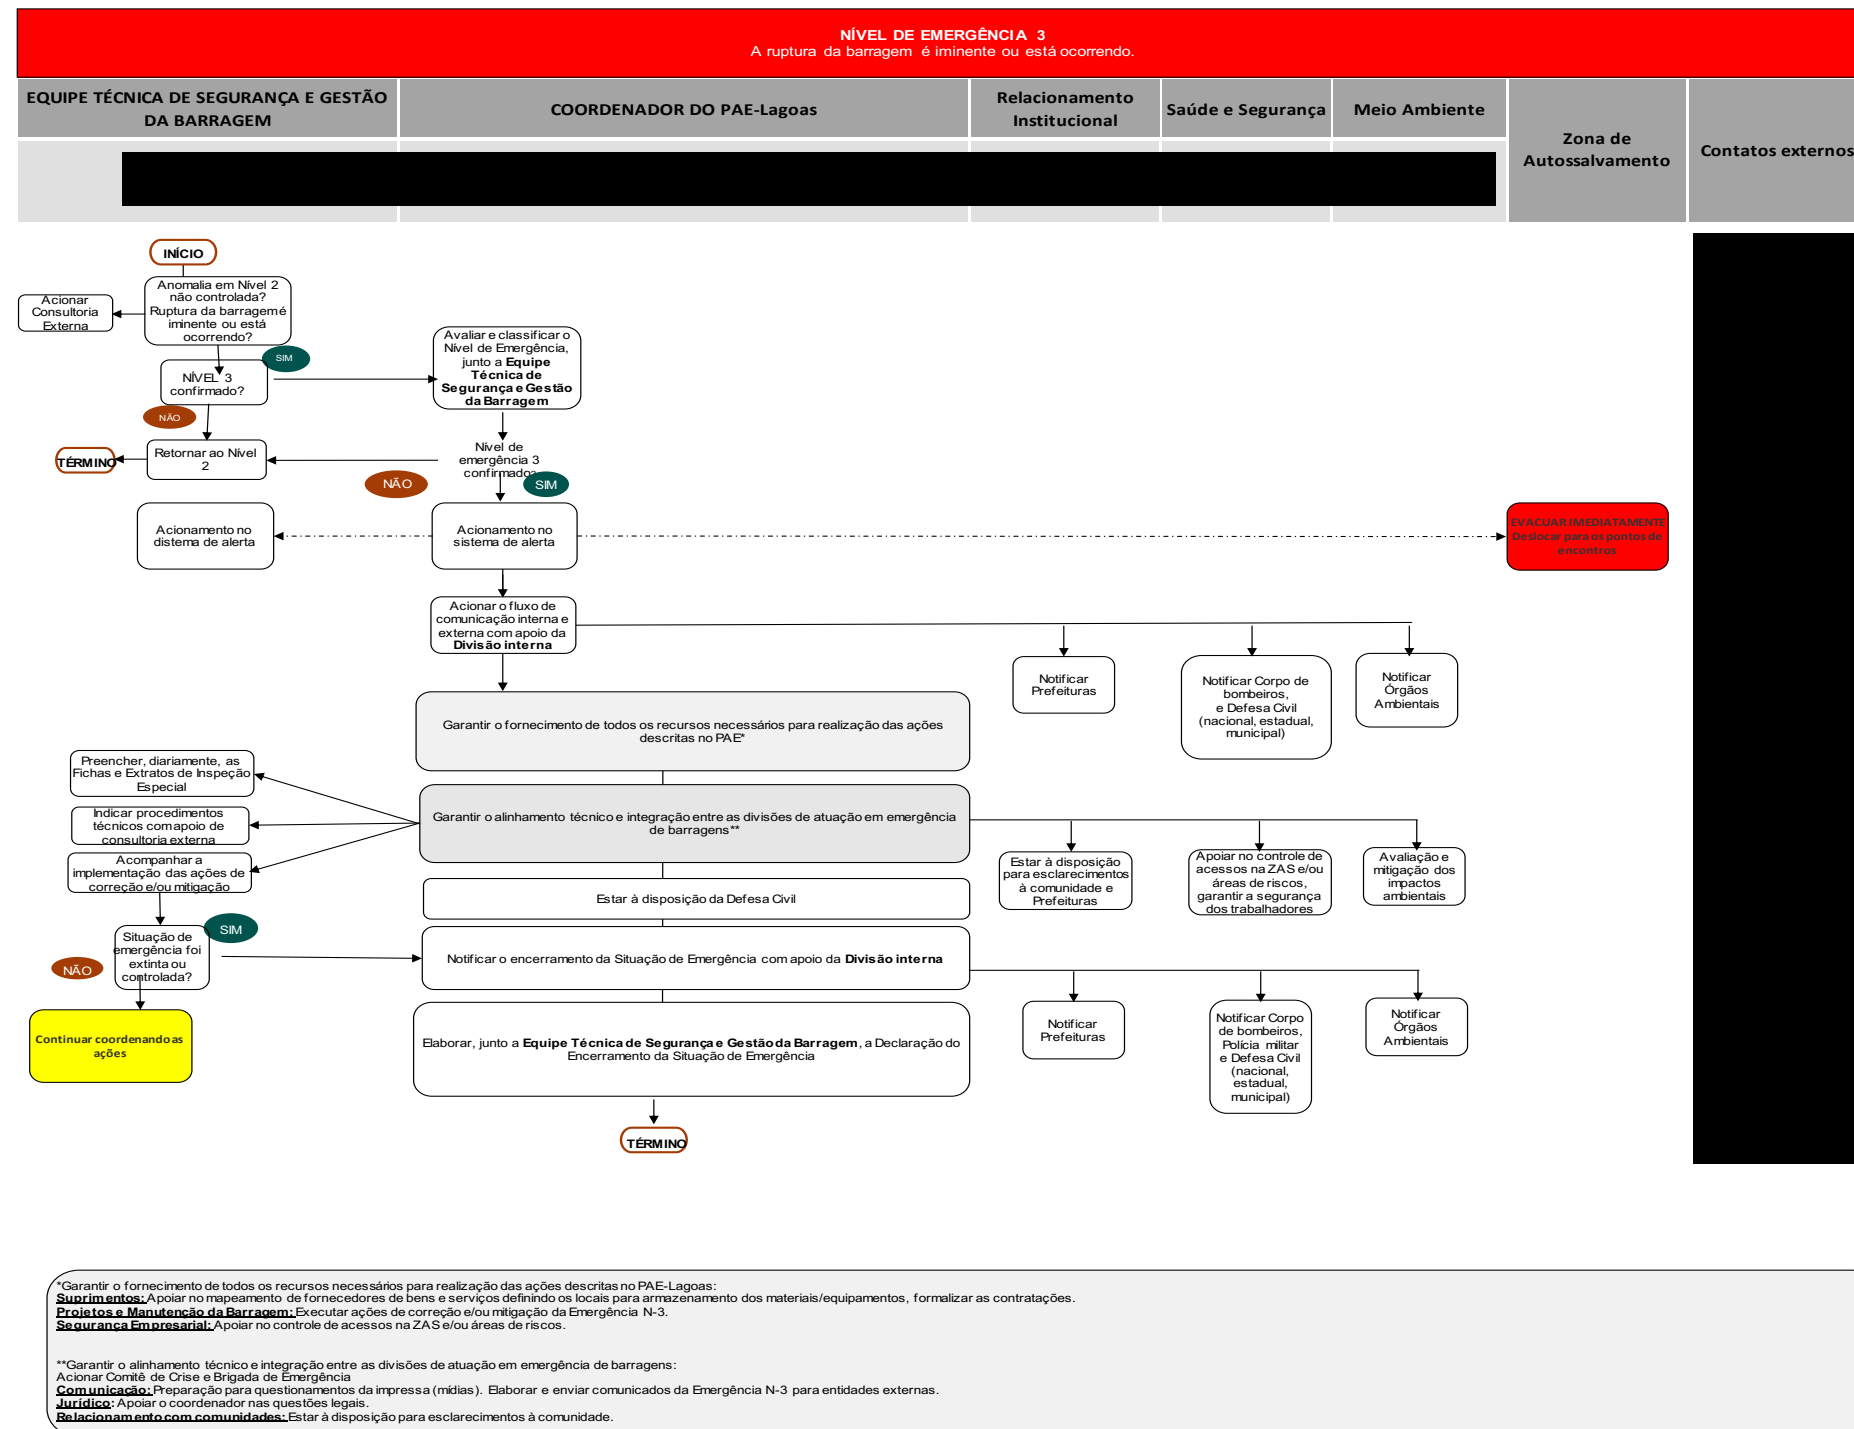 NÍVEL DE EMERGÊNCIA 3
A ruptura da barragem é iminente ou está ocorrendo.
EQUIPE TÉCNICA DE SEGURANÇA E GESTÃO
DA BARRAGEM
COORDENADOR DO PAE-Lagoas
Relacionamento
Institucional
Saúde e Segurança
Meio Ambiente
Zona de
Autossalvamento
Contatos externos
INÍCIO
Anomalia em Nível 2
não controlada?
Ruptura da barragem é
iminente ou está
ocorrendo?
Acionar
Consultoria
Externa
SIM
NÍVEL 3
confirmado?
NÃO
Avaliar e classificar o
Nível de Emergência,
junto a Equipe
Técnica de
Segurança e Gestão
da Barragem
Retornar ao Nível
2
TÉRMINO
Nível de
emergência 3
confirmado?
NÃO
SIM
Acionamento no
distema de alerta
Acionamento no
sistema de alerta
EVACUAR IMEDIATAMENTE
Deslocar para os pontos de
encontros
Acionar o fluxo de
comunicação interna e
externa com apoio da
Divisão interna
Notificar
Prefeituras
Notificar Corpo de
bombeiros,
e Defesa Civil
(nacional, estadual,
municipal)
Notificar
Órgãos
Ambientais
Garantir o fornecimento de todos os recursos necessários para realização das ações
descritas no PAE*
Preencher, diariamente, as
Fichas e Extratos de Inspeção
Especial
Indicar procedimentos
técnicos com apoio de
consultoria externa
Acompanhar a
implementação das ações de
correção e/ou mitigação
Garantir o alinhamento técnico e integração entre as divisões de atuação em emergência
de barragens**
Estar à disposição
para esclarecimentos
à comunidade e
Prefeituras
Apoiar no controle de
acessos na ZAS e/ou
áreas de riscos,
garantir a segurança
dos trabalhadores
Avaliação e
mitigação dos
impactos
ambientais
Estar à disposição da Defesa Civil
SIM
Situação de
emergência foi
extinta ou
controlada?
NÃO
Notificar o encerramento da Situação de Emergência com apoio da Divisão interna
Continuar coordenando as
ações
Notificar
Prefeituras
Notificar Corpo
de bombeiros,
Polícia militar
e Defesa Civil
(nacional,
estadual,
municipal)
Notificar
Órgãos
Ambientais
Elaborar, junto a Equipe Técnica de Segurança e Gestão da Barragem, a Declaração do
Encerramento da Situação de Emergência
TÉRMINO
*Garantir o fornecimento de todos os recursos necessários para realização das ações descritas no PAE-Lagoas:
Suprimentos: Apoiar no mapeamento de fornecedores de bens e serviços definindo os locais para armazenamento dos materiais/equipamentos, formalizar as contratações.
Projetos e Manutenção da Barragem: Executar ações de correção e/ou mitigação da Emergência N-3.
Segurança Empresarial: Apoiar no controle de acessos na ZAS e/ou áreas de riscos.
**Garantir o alinhamento técnico e integração entre as divisões de atuação em emergência de barragens:
Acionar Comitê de Crise e Brigada de Emergência
Comunicação: Preparação para questionamentos da impressa (mídias). Elaborar e enviar comunicados da Emergência N-3 para entidades externas.
Jurídico: Apoiar o coordenador nas questões legais.
Relacionamento com comunidades: Estar à disposição para esclarecimentos à comunidade.